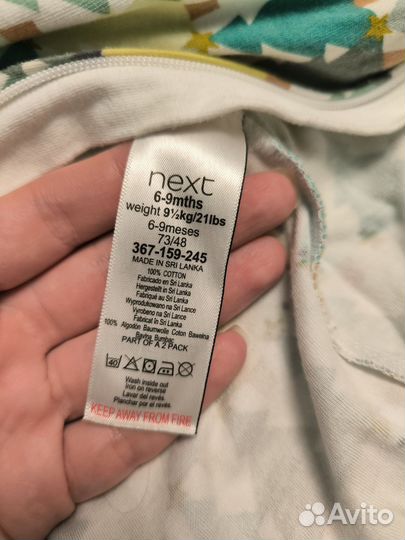 next
6-9mths
weight 9½kg/21lbs
6-9meses
73/48
367-159-245
MADE IN SRI LANKA
100% COTTON
Fabricado en Sri Lanka
Hergestellt in Sri Lanka
Fabriqué au Sri Lanka
Wyprodukowano na Sri Lance
Vyrobeno na Sri Lance
Fabricat în Sri Lanka
100% Algodón Baumwolle Coton Bawełna
Bavlna Bumbac
PART OF A 2 PACK
40
Wash inside out
Iron on reverse
Lavar del revés
Planchar por el revés
KEEP AWAY FROM FIRE
Avito